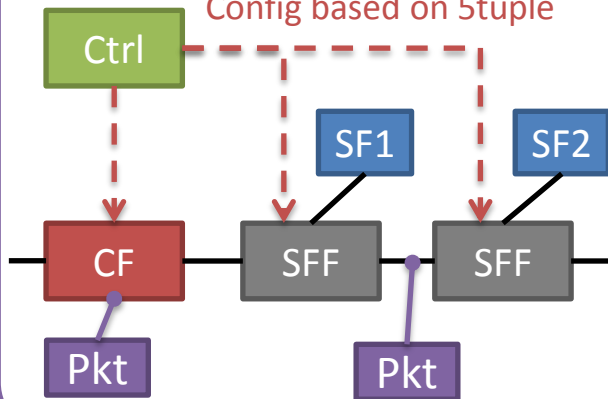 Config based on 5tuple
Ctrl
SF1
SF2
CF
SFF
SFF
Pkt
Pkt